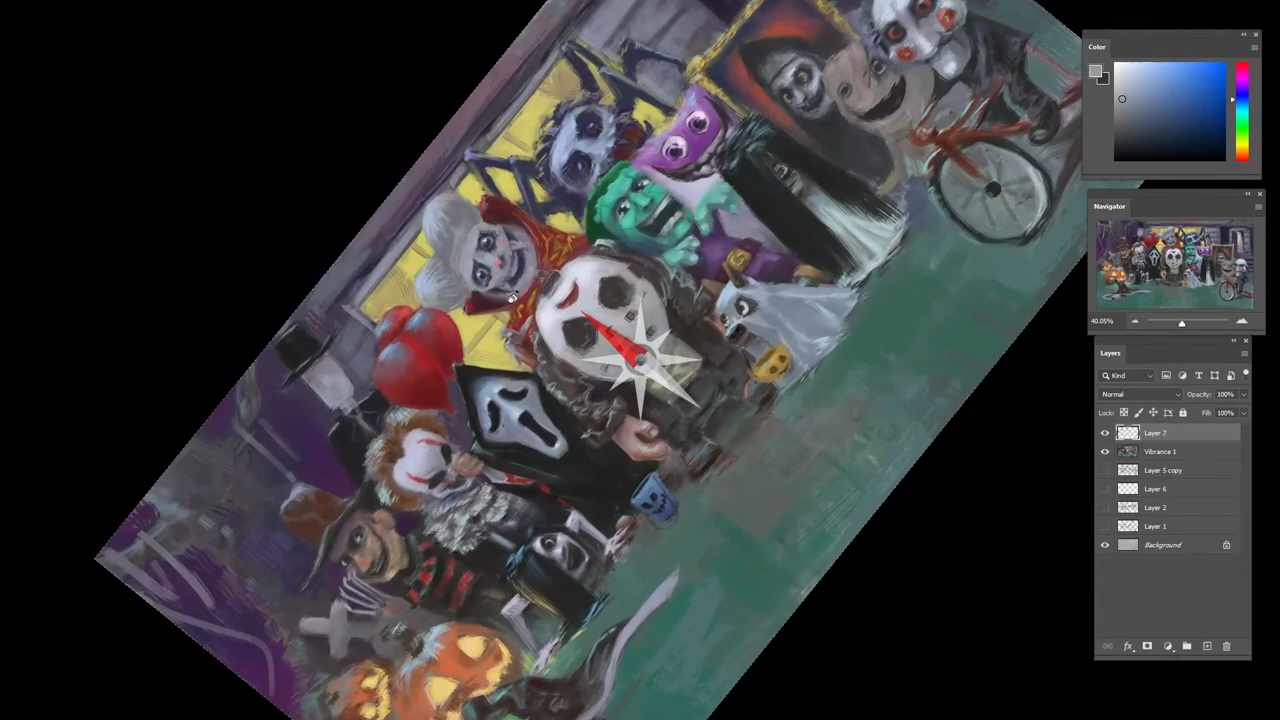 Color
Navigator
40.05%
Layers
Kind
Normal
Opacity: 100%
Lock:
Fill: 100%
Layer 7
Vibrance 1
Layer 5 copy
Layer 6
Layer 2
Layer 1
Background
fx